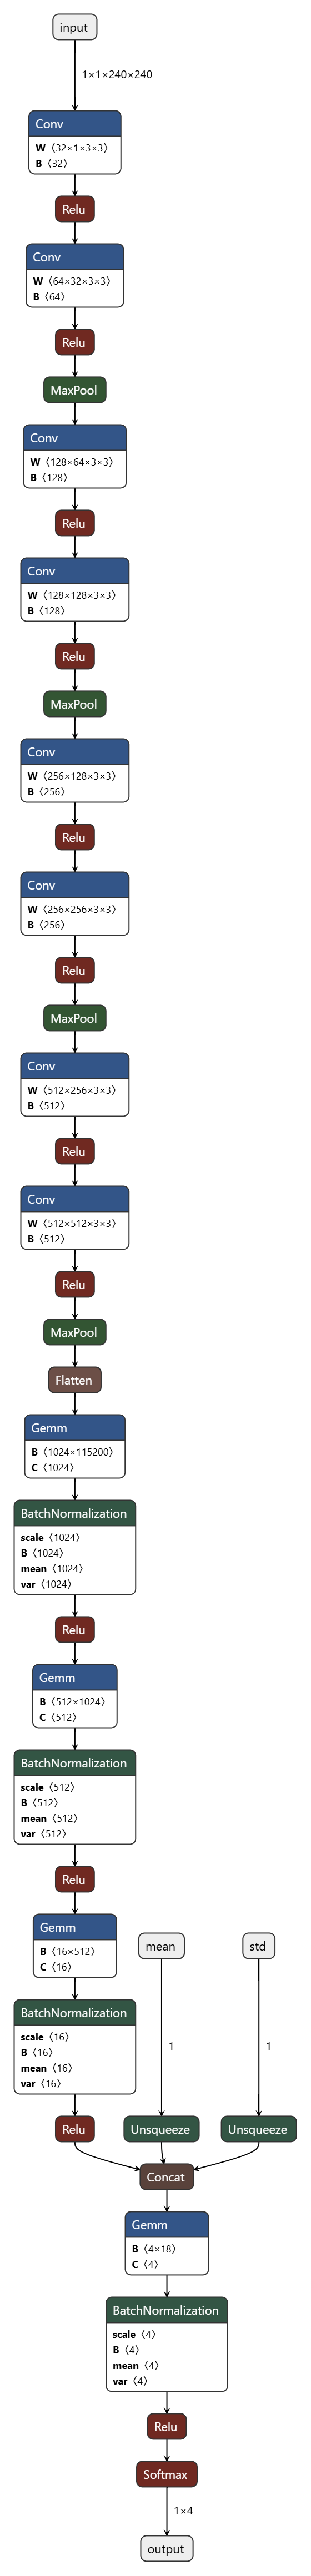 input
1×1×240×240
Conv
W 〈32×1×3×3〉
B 〈32〉
Relu
Conv
W 〈64×32×3×3〉
B 〈64〉
Relu
MaxPool
Conv
W 〈128×64×3×3〉
B 〈128〉
Relu
Conv
W 〈128×128×3×3〉
B 〈128〉
Relu
MaxPool
Conv
W 〈256×128×3×3〉
B 〈256〉
Relu
Conv
W 〈256×256×3×3〉
B 〈256〉
Relu
MaxPool
Conv
W 〈512×256×3×3〉
B 〈512〉
Relu
Conv
W 〈512×512×3×3〉
B 〈512〉
Relu
MaxPool
Flatten
Gemm
B 〈1024×115200〉
C 〈1024〉
BatchNormalization
scale 〈1024〉
B 〈1024〉
mean 〈1024〉
var 〈1024〉
Relu
Gemm
B 〈512×1024〉
C 〈512〉
BatchNormalization
scale 〈512〉
B 〈512〉
mean 〈512〉
var 〈512〉
Relu
Gemm
B 〈16×512〉
C 〈16〉
BatchNormalization
scale 〈16〉
B 〈16〉
mean 〈16〉
var 〈16〉
Relu
mean
1
Unsqueeze
std
1
Unsqueeze
Concat
Gemm
B 〈4×18〉
C 〈4〉
BatchNormalization
scale 〈4〉
B 〈4〉
mean 〈4〉
var 〈4〉
Relu
Softmax
1×4
output